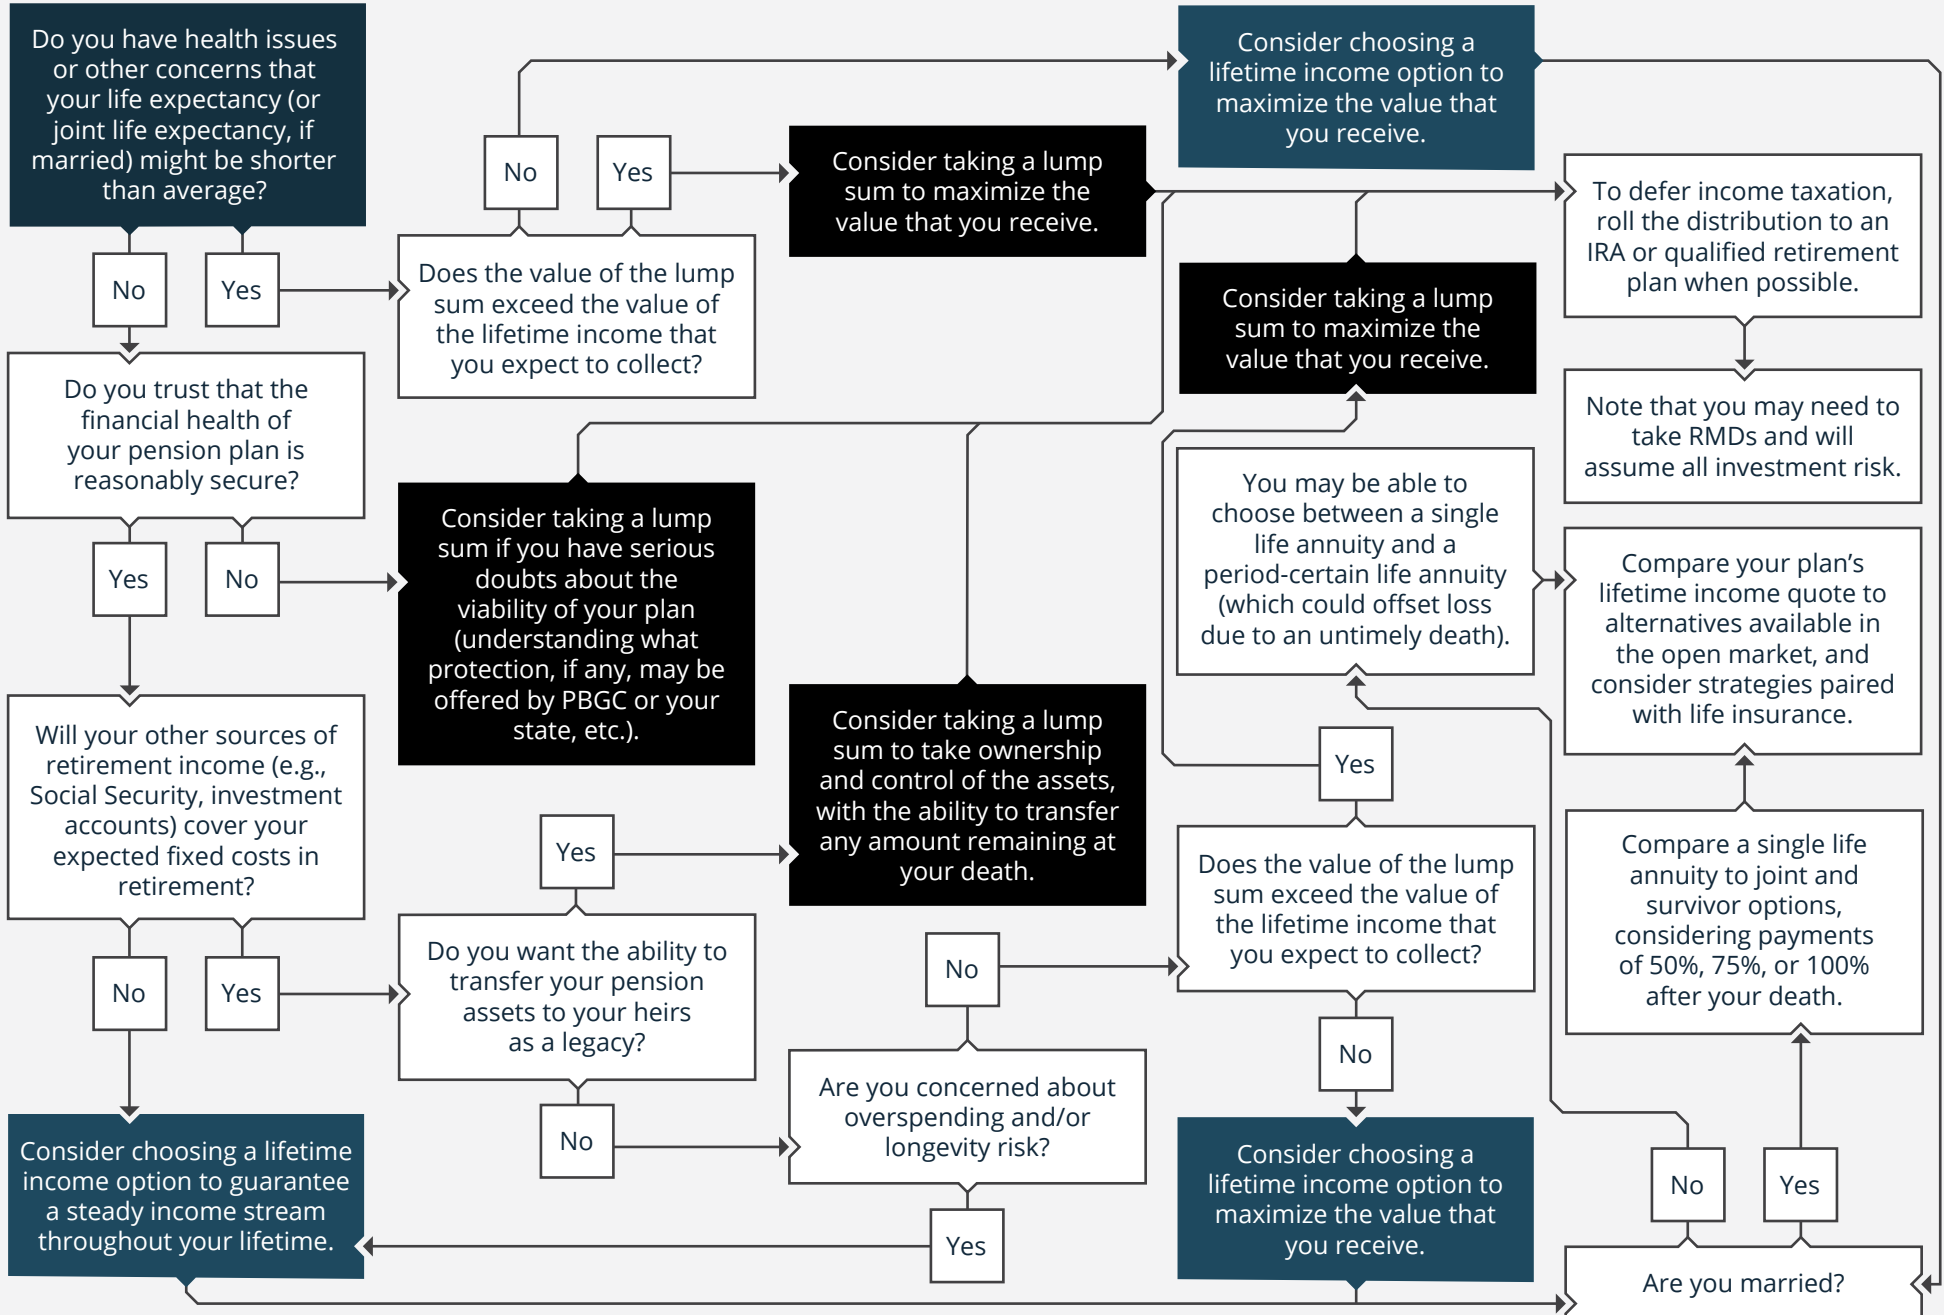 Do you have health issues
or other concerns that
your life expectancy (or
joint life expectancy, if
married) might be shorter
than average?
No
Yes
Does the value of the lump
sum exceed the value of
the lifetime income that
you expect to collect?
No
Yes
Consider taking a lump
sum to maximize the
value that you receive.
Consider choosing a
lifetime income option to
maximize the value that
you receive.
To defer income taxation,
roll the distribution to an
IRA or qualified retirement
plan when possible.
Note that you may need to
take RMDs and will
assume all investment risk.
Do you trust that the
financial health of
your pension plan is
reasonably secure?
Yes
No
Consider taking a lump
sum if you have serious
doubts about the
viability of your plan
(understanding what
protection, if any, may be
offered by PBGC or your
state, etc.).
Will your other sources of
retirement income (e.g.,
Social Security, investment
accounts) cover your
expected fixed costs in
retirement?
No
Yes
Do you want the ability to
transfer your pension
assets to your heirs
as a legacy?
Yes
No
Consider taking a lump
sum to take ownership
and control of the assets,
with the ability to transfer
any amount remaining at
your death.
Are you concerned about
overspending and/or
longevity risk?
No
Yes
Consider choosing a lifetime
income option to guarantee
a steady income stream
throughout your lifetime.
Does the value of the lump
sum exceed the value of
the lifetime income that
you expect to collect?
Yes
No
Consider taking a lump
sum to maximize the
value that you receive.
Consider choosing a
lifetime income option to
maximize the value that
you receive.
Are you married?
No
Yes
You may be able to
choose between a single
life annuity and a
period-certain life annuity
(which could offset loss
due to an untimely death).
Compare a single life
annuity to joint and
survivor options,
considering payments
of 50%, 75%, or 100%
after your death.
Compare your plan’s
lifetime income quote to
alternatives available in
the open market, and
consider strategies paired
with life insurance.